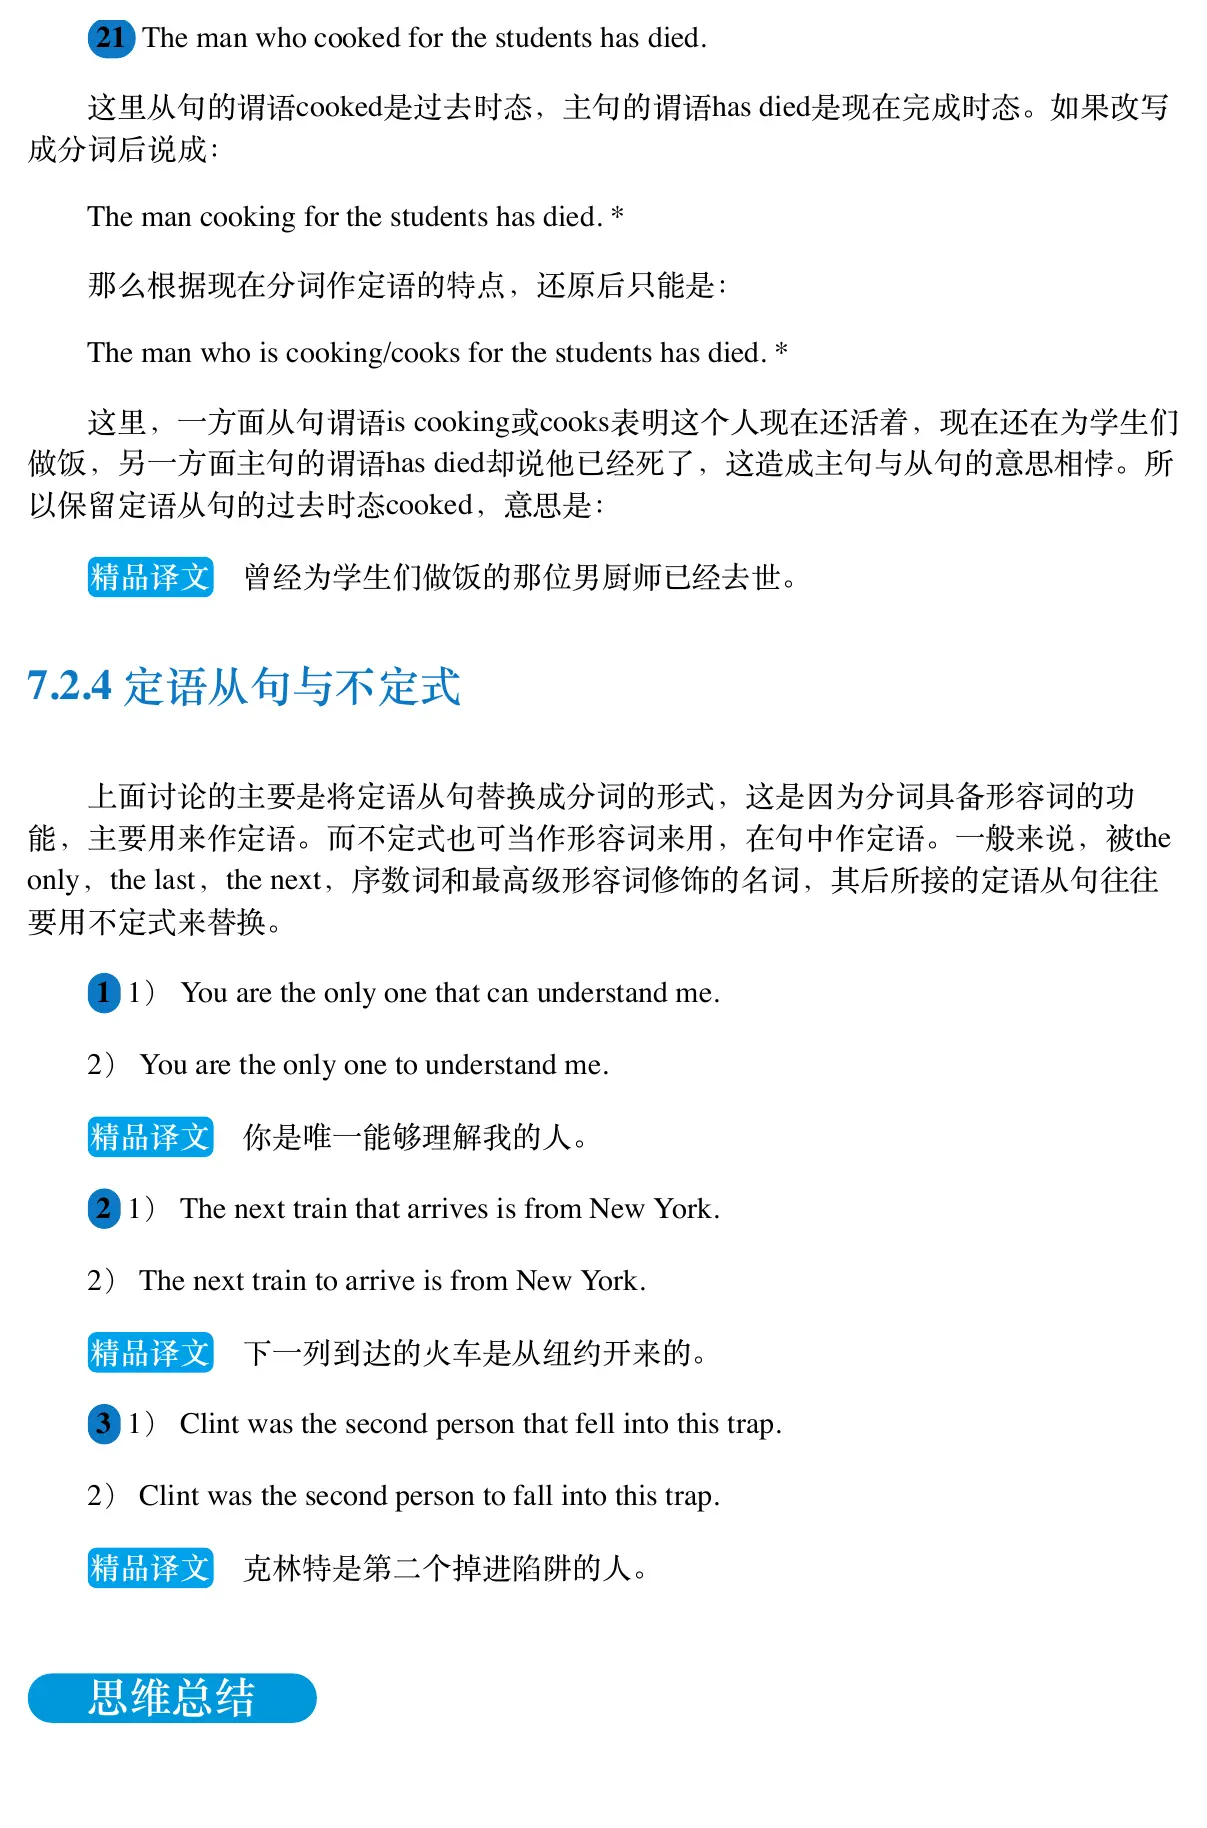 21 The man who cooked for the students has died.
这里从句的谓语cooked是过去时态，主句的谓语has died是现在完成时态。如果改写
成分词后说成：
The man cooking for the students has died. *
那么根据现在分词作定语的特点，还原后只能是：
The man who is cooking/cooks for the students has died. *
这里，一方面从句谓语is cooking或cooks表明这个人现在还活着，现在还在为学生们
做饭，另一方面主句的谓语has died却说他已经死了，这造成主句与从句的意思相悖。所
以保留定语从句的过去时态cooked，意思是：
精品译文 曾经为学生们做饭的那位男厨师已经去世。
7.2.4 定语从句与不定式
上面讨论的主要是将定语从句替换成分词的形式，这是因为分词具备形容词的功
能，主要用来作定语。而不定式也可当作形容词来用，在句中作定语。一般来说，被the
only，the last，the next，序数词和最高级形容词修饰的名词，其后所接的定语从句往往
要用不定式来替换。
1 1） You are the only one that can understand me.
2） You are the only one to understand me.
精品译文 你是唯一能够理解我的人。
2 1） The next train that arrives is from New York.
2） The next train to arrive is from New York.
精品译文 下一列到达的火车是从纽约开来的。
3 1） Clint was the second person that fell into this trap.
2） Clint was the second person to fall into this trap.
精品译文 克林特是第二个掉进陷阱的人。
思维总结